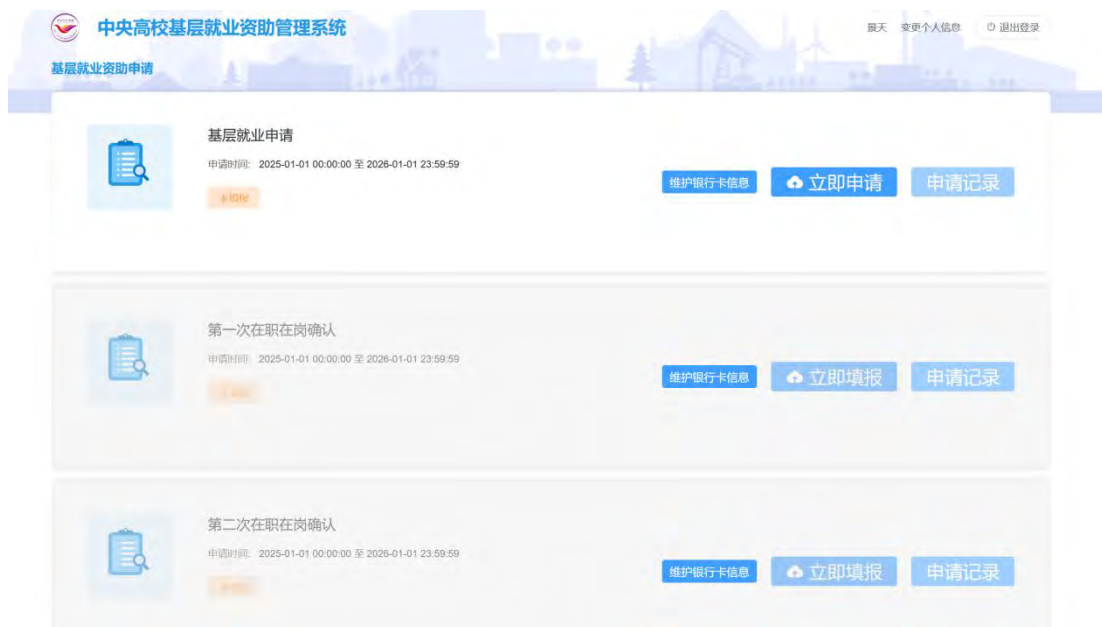 中央高校基层就业资助管理系统
景天 变更个人信息 退出登录
基层就业资助申请
基层就业申请
申请时间: 2025-01-01 00:00:00 至 2026-01-01 23:59:59
维护银行卡信息 立即申请 申请记录
第一次在职在岗确认
申请时间: 2025-01-01 00:00:00 至 2026-01-01 23:59:59
维护银行卡信息 立即填报 申请记录
第二次在职在岗确认
申请时间: 2025-01-01 00:00:00 至 2026-01-01 23:59:59
维护银行卡信息 立即填报 申请记录